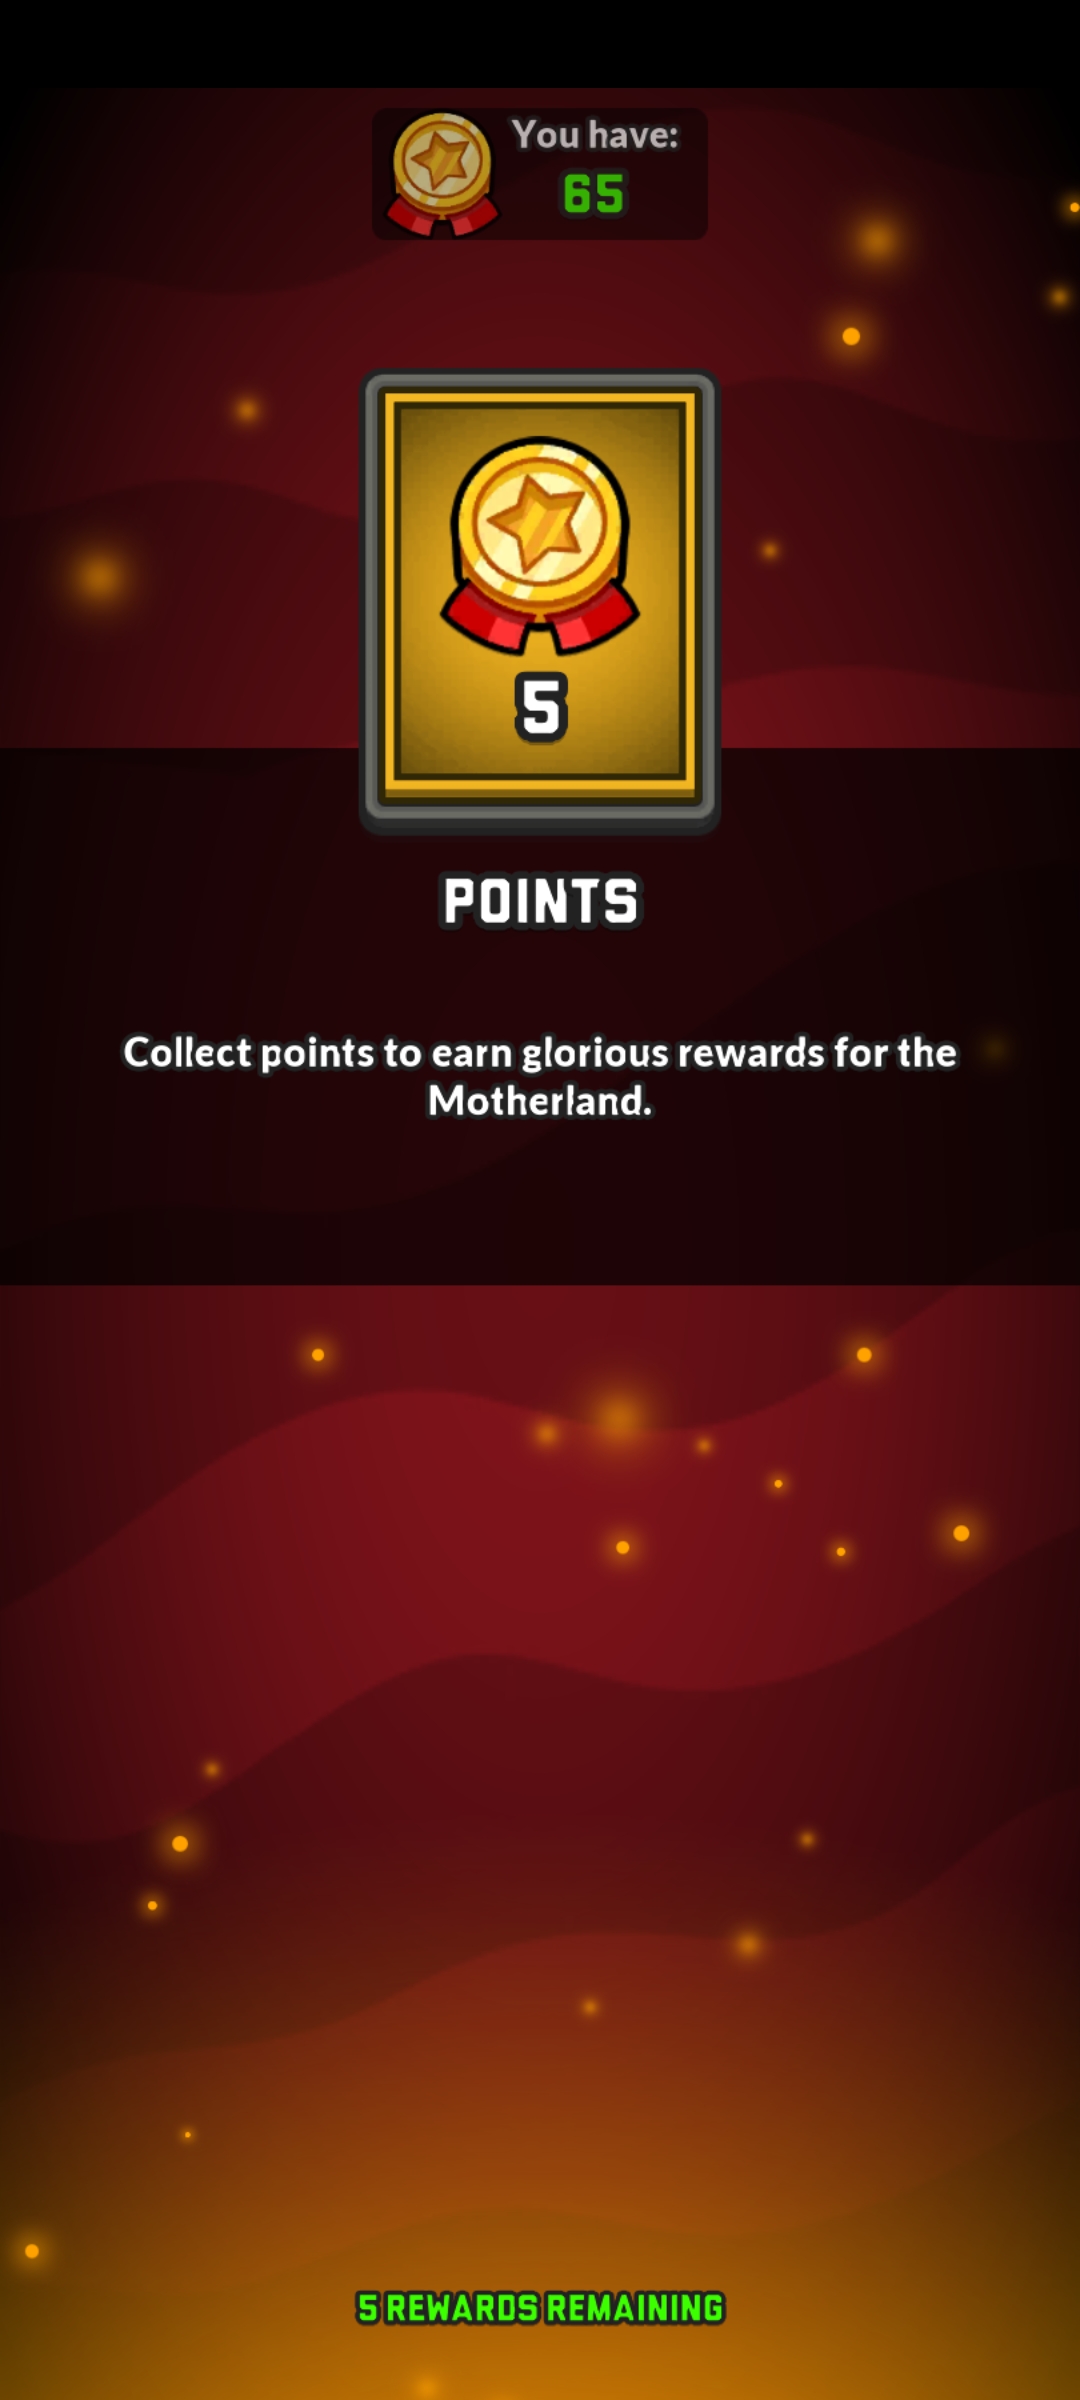 You have:
65
5
POINTS
Collect points to earn glorious rewards for the
Motherland.
5 REWARDS REMAINING